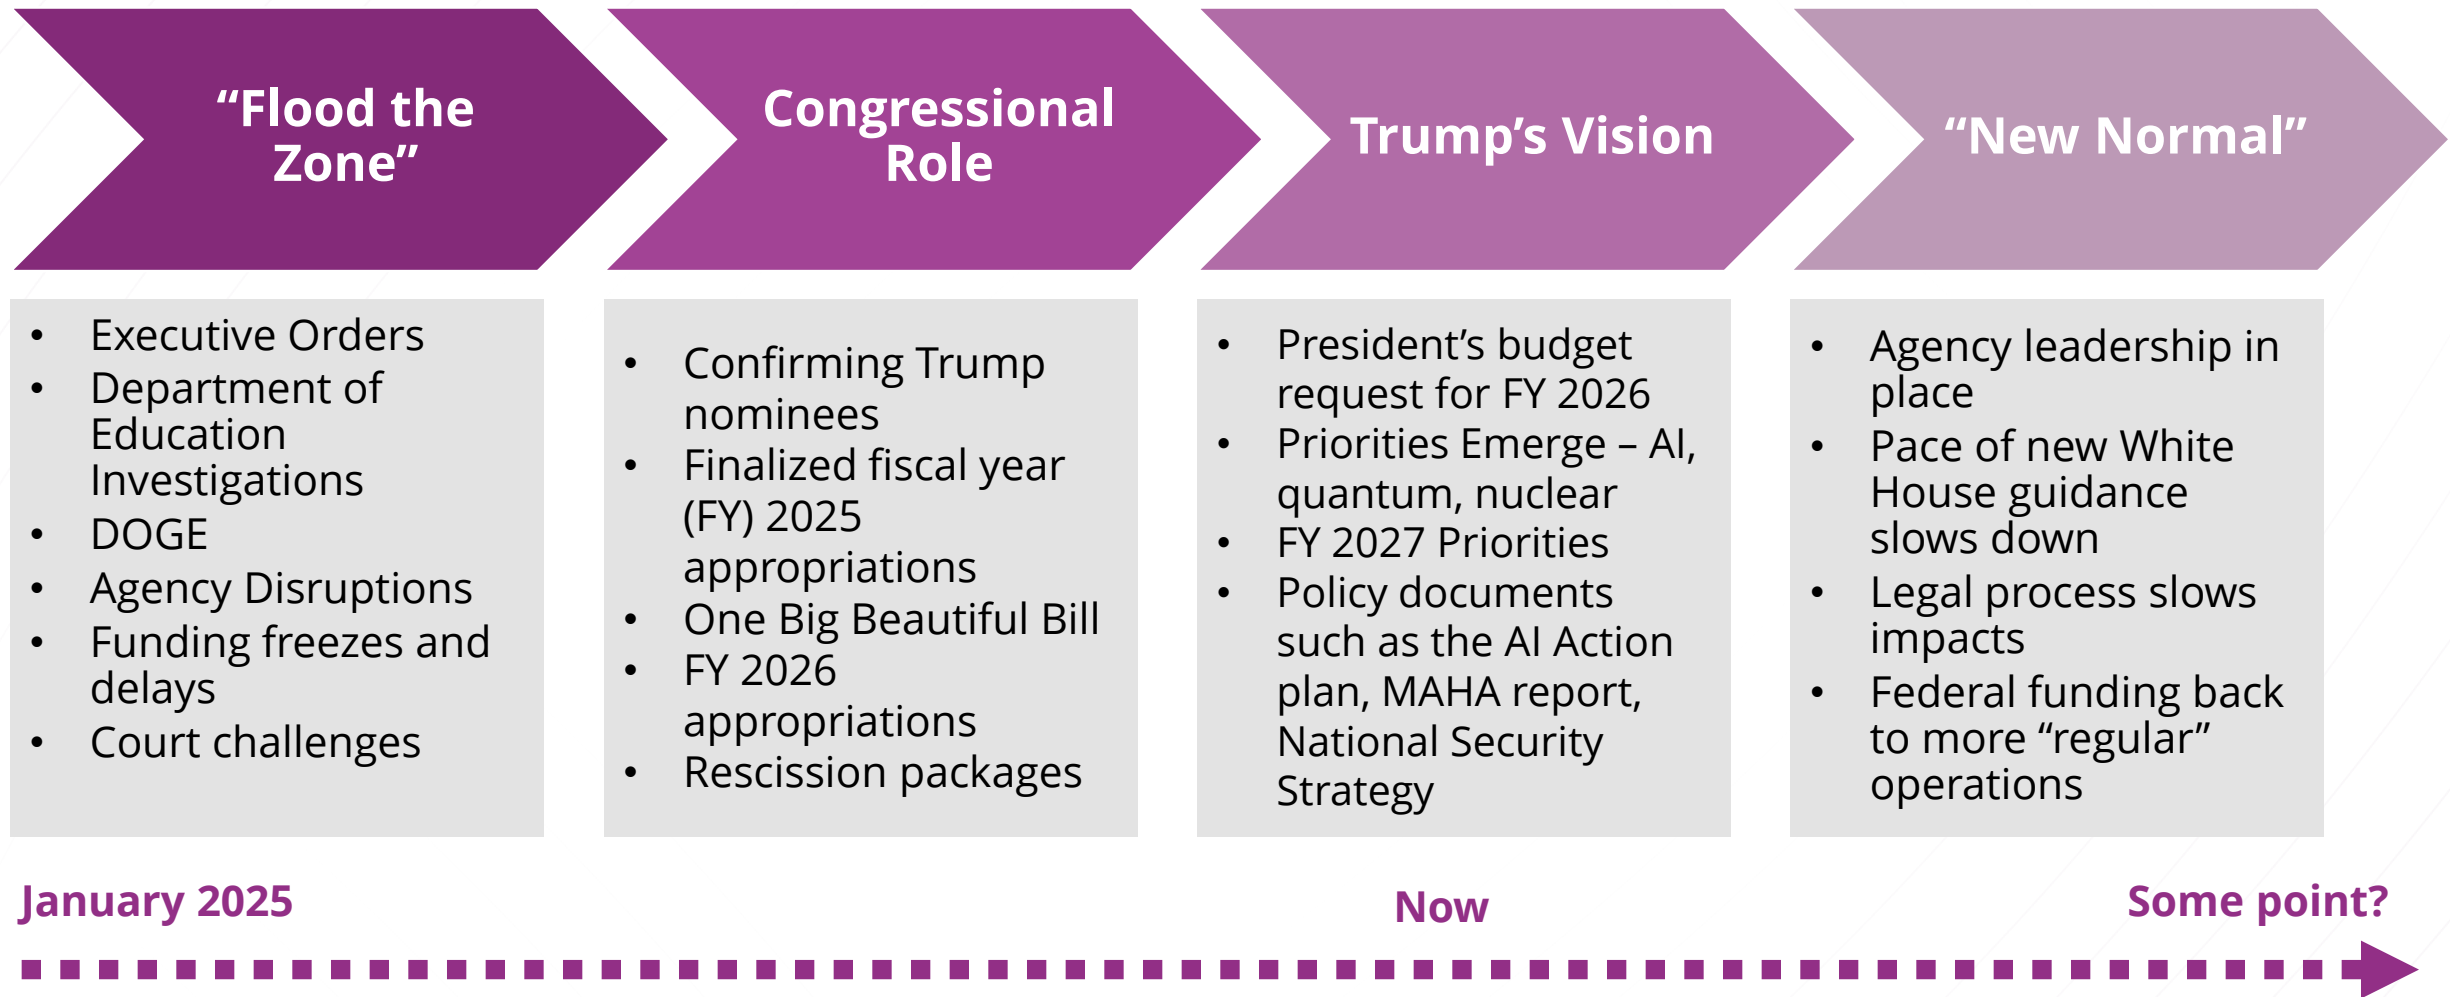 “Flood the
Zone”
Congressional
Role
Trump’s Vision
“New Normal”
• Executive Orders
• Department of
Education
Investigations
• DOGE
• Agency Disruptions
• Funding freezes and
delays
• Court challenges
• Confirming Trump
nominees
• Finalized fiscal year
(FY) 2025
appropriations
• One Big Beautiful Bill
• FY 2026
appropriations
• Rescission packages
• President’s budget
request for FY 2026
• Priorities Emerge – AI,
quantum, nuclear
• FY 2027 Priorities
• Policy documents
such as the AI Action
plan, MAHA report,
National Security
Strategy
• Agency leadership in
place
• Pace of new White
House guidance
slows down
• Legal process slows
impacts
• Federal funding back
to more “regular”
operations
January 2025
Now
Some point?